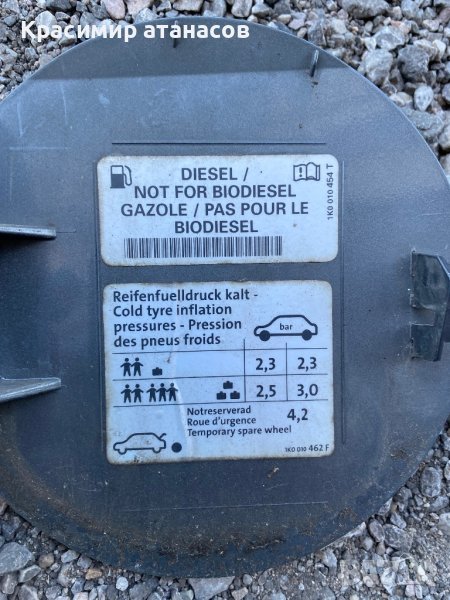 Красимир атанасов
DIESEL /
NOT FOR BIODIESEL
GAZOLE / PAS POUR LE
BIODIESEL
1K0 010 454 T
Reifenfuelldruck kalt -
Cold tyre inflation
pressures - Pression
des pneus froids
bar
2,3 2,3
2,5 3,0
Notreserverad
Roue d'urgence
Temporary spare wheel
4,2
1K0 010 462 F